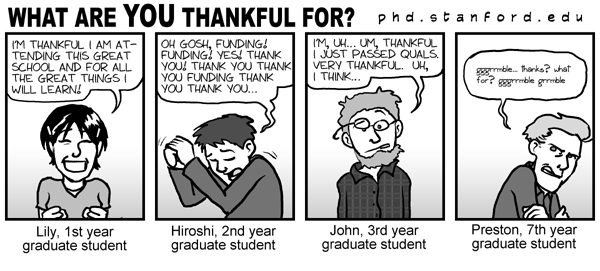 WHAT ARE YOU THANKFUL FOR?
phd.stanford.edu
I'M THANKFUL I AM AT-
TENDING THIS GREAT
SCHOOL AND FOR ALL
THE GREAT THINGS I
WILL LEARN!
OH GOSH, FUNDING!
FUNDING! YES! THANK
YOU! THANK YOU THANK
YOU FUNDING THANK
YOU THANK YOU...
I'M, UH... UM, THANKFUL
I JUST PASSED QUALS.
VERY THANKFUL. UH,
I THINK...
gggrrmble... thanks? what
for? gggrrmble grrmble
Lily, 1st year
graduate student
Hiroshi, 2nd year
graduate student
John, 3rd year
graduate student
Preston, 7th year
graduate student